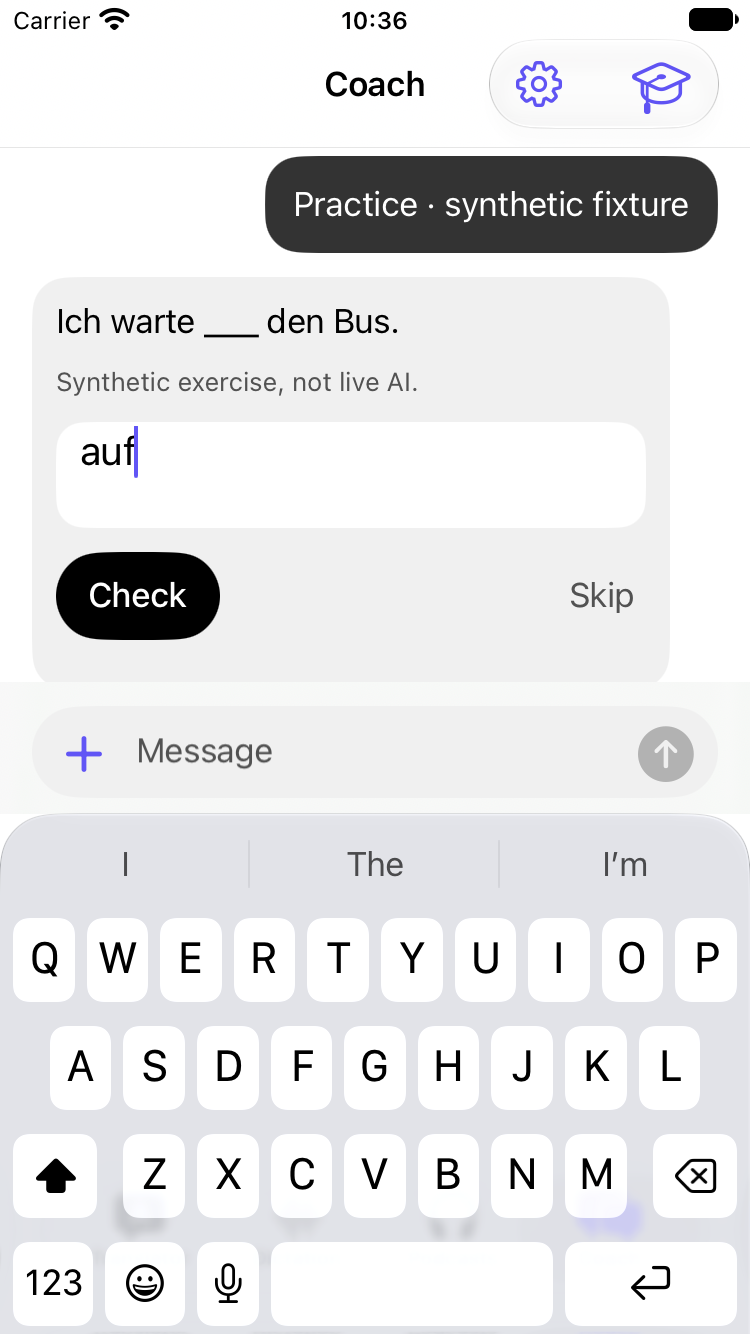 Carrier 10:36
Coach
Practice · synthetic fixture
Ich warte ___ den Bus.
Synthetic exercise, not live AI.
auf
Check Skip
Message
I The I’m
Q W E R T Y U I O P
A S D F G H J K L
Z X C V B N M
123